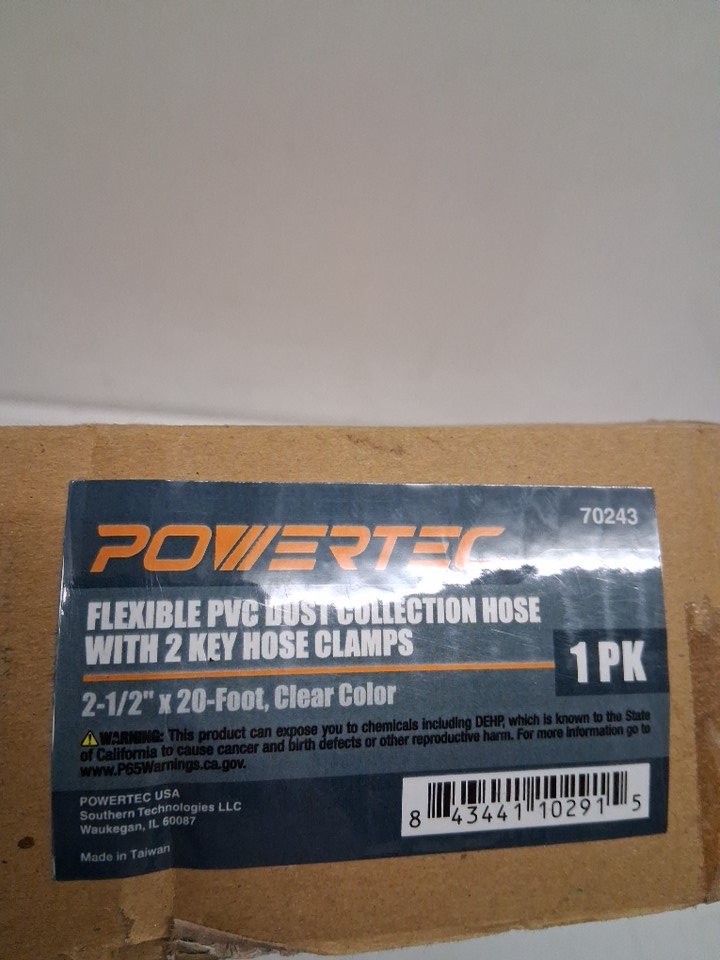 70243
POWERTEC
FLEXIBLE PVC DUST COLLECTION HOSE
WITH 2 KEY HOSE CLAMPS
1 PK
2-1/2" x 20-Foot, Clear Color
WARNING: This product can expose you to chemicals including DEHP, which is known to the State
of California to cause cancer and birth defects or other reproductive harm. For more information go to
www.P65Warnings.ca.gov.
POWERTEC USA
Southern Technologies LLC
Waukegan, IL 60087
Made in Taiwan
8 43441 10291 5